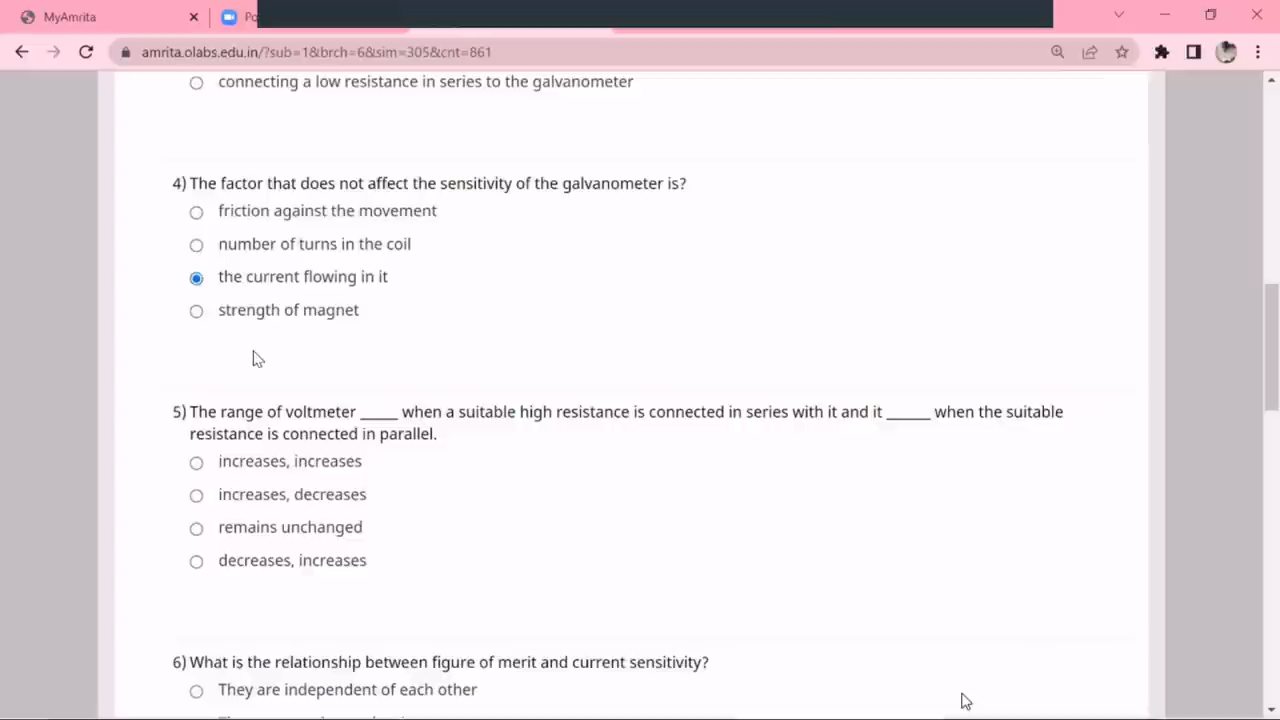 MyAmrita
amrita.olabs.edu.in/?sub=1&brch=6&sim=305&cnt=861
connecting a low resistance in series to the galvanometer
4) The factor that does not affect the sensitivity of the galvanometer is?
friction against the movement
number of turns in the coil
the current flowing in it
strength of magnet
5) The range of voltmeter _____ when a suitable high resistance is connected in series with it and it ______ when the suitable
resistance is connected in parallel.
increases, increases
increases, decreases
remains unchanged
decreases, increases
6) What is the relationship between figure of merit and current sensitivity?
They are independent of each other